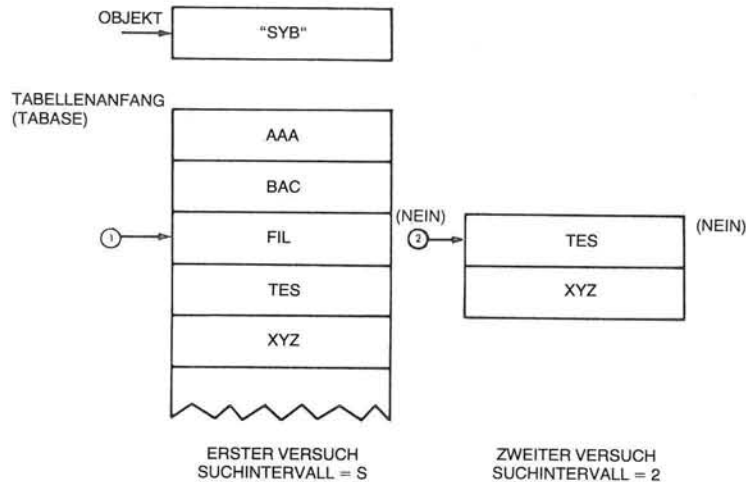 OBJEKT
"SYB"
TABELLENANFANG
(TABASE)
AAA
BAC
1
FIL
(NEIN)
2
TES
(NEIN)
TES
XYZ
XYZ
ERSTER VERSUCH
SUCHINTERVALL = S
ZWEITER VERSUCH
SUCHINTERVALL = 2